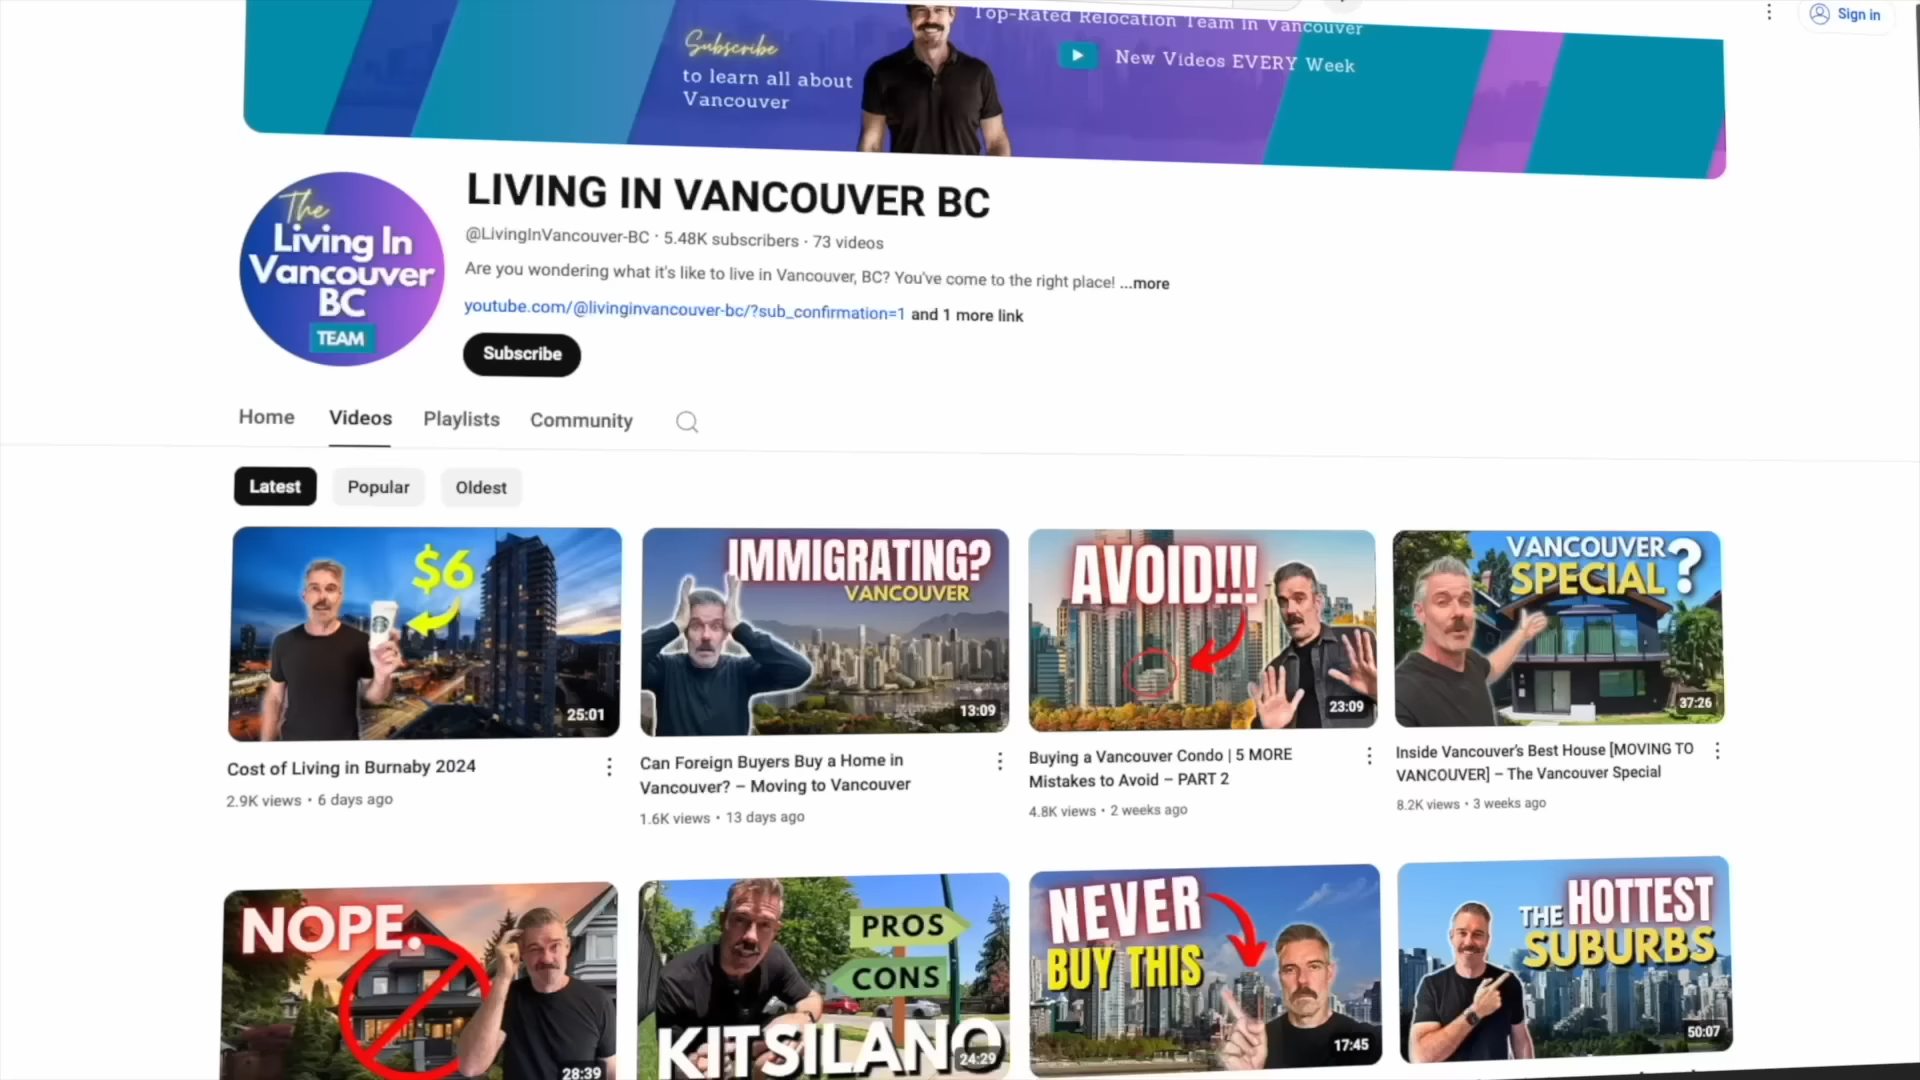 Top-Rated Relocation Team in Vancouver
Sign in
Subscribe
to learn all about
Vancouver
New Videos EVERY Week
The
Living In
Vancouver
BC
TEAM
LIVING IN VANCOUVER BC
@LivingInVancouver-BC · 5.48K subscribers · 73 videos
Are you wondering what it's like to live in Vancouver, BC? You've come to the right place! ...more
youtube.com/@livinginvancouver-bc/?sub_confirmation=1 and 1 more link
Subscribe
Home Videos Playlists Community
Latest Popular Oldest
$6
25:01
IMMIGRATING?
VANCOUVER
13:09
AVOID!!!
23:09
VANCOUVER
SPECIAL?
37:26
Cost of Living in Burnaby 2024
2.9K views • 6 days ago
Can Foreign Buyers Buy a Home in
Vancouver? – Moving to Vancouver
1.6K views • 13 days ago
Buying a Vancouver Condo | 5 MORE
Mistakes to Avoid – PART 2
4.8K views • 2 weeks ago
Inside Vancouver's Best House [MOVING TO
VANCOUVER] – The Vancouver Special
8.2K views • 3 weeks ago
NOPE.
28:39
PROS
CONS
KITSILANO
24:29
NEVER
BUY THIS
17:45
THE HOTTEST
SUBURBS
50:07